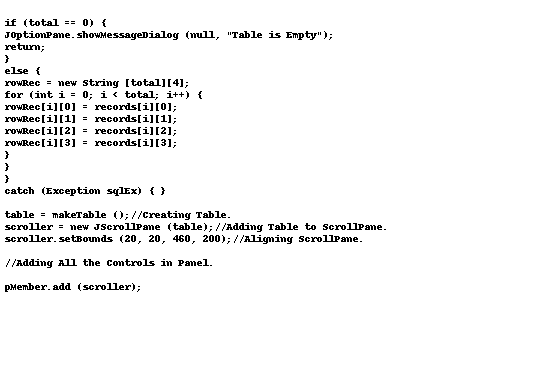 if (total == 0) {
JOptionPane.showMessageDialog (null, "Table is Empty");
return;
}
else {
rowRec = new String [total][4];
for (int i = 0; i < total; i++) {
rowRec[i][0] = records[i][0];
rowRec[i][1] = records[i][1];
rowRec[i][2] = records[i][2];
rowRec[i][3] = records[i][3];
}
}
}
catch (Exception sqlEx) { }
table = makeTable ();//Creating Table.
scroller = new JScrollPane (table);//Adding Table to ScrollPane.
scroller.setBounds (20, 20, 460, 200);//Aligning ScrollPane.
//Adding All the Controls in Panel.
pMember.add (scroller);